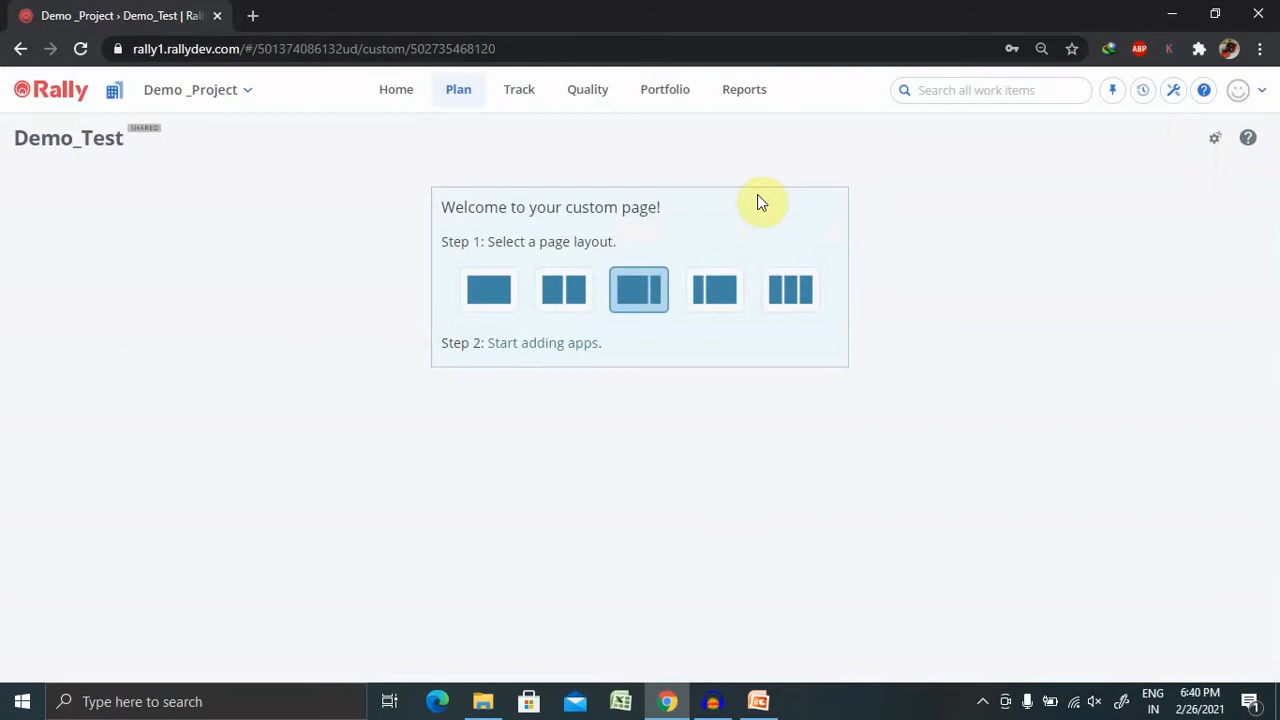 Demo _Project › Demo_Test | Ral
rally1.rallydev.com/#/501374086132ud/custom/502735468120
ABP
K
Rally
Demo _Project
Home
Plan
Track
Quality
Portfolio
Reports
Search all work items
Demo_Test
SHARED
Welcome to your custom page!
Step 1: Select a page layout.
Step 2: Start adding apps.
Type here to search
ENG
IN
6:40 PM
2/26/2021
1